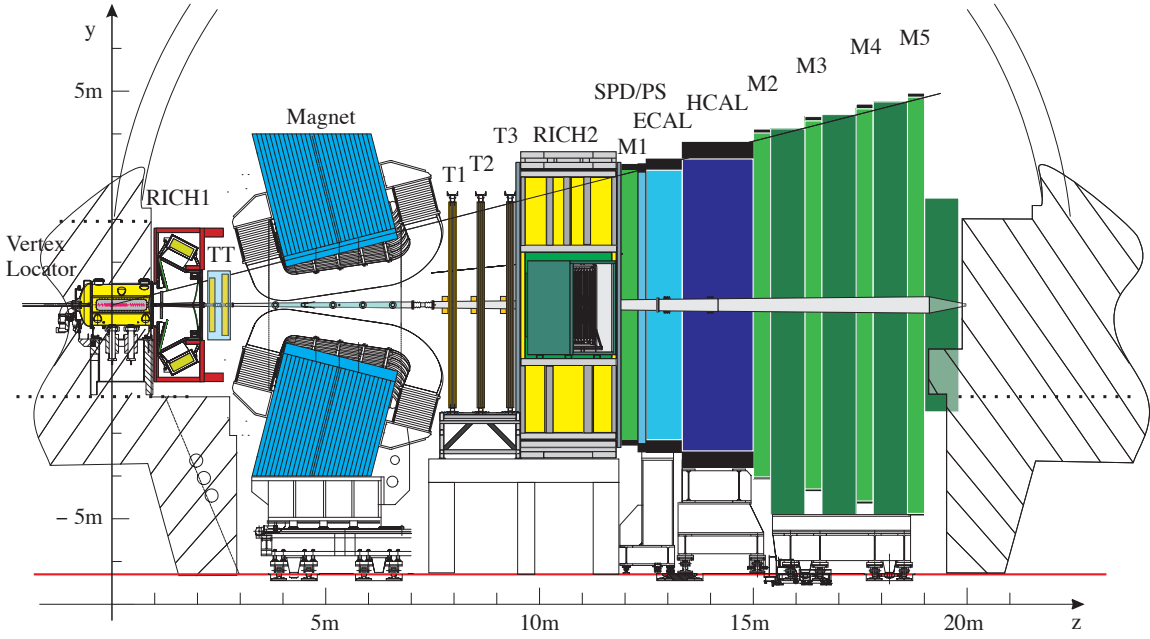 y
5m
M5
M4
M3
M2
SPD/PS
HCAL
ECAL
Magnet
T3
RICH2
M1
T2
T1
RICH1
TT
Vertex
Locator
– 5m
5m
10m
15m
20m
z